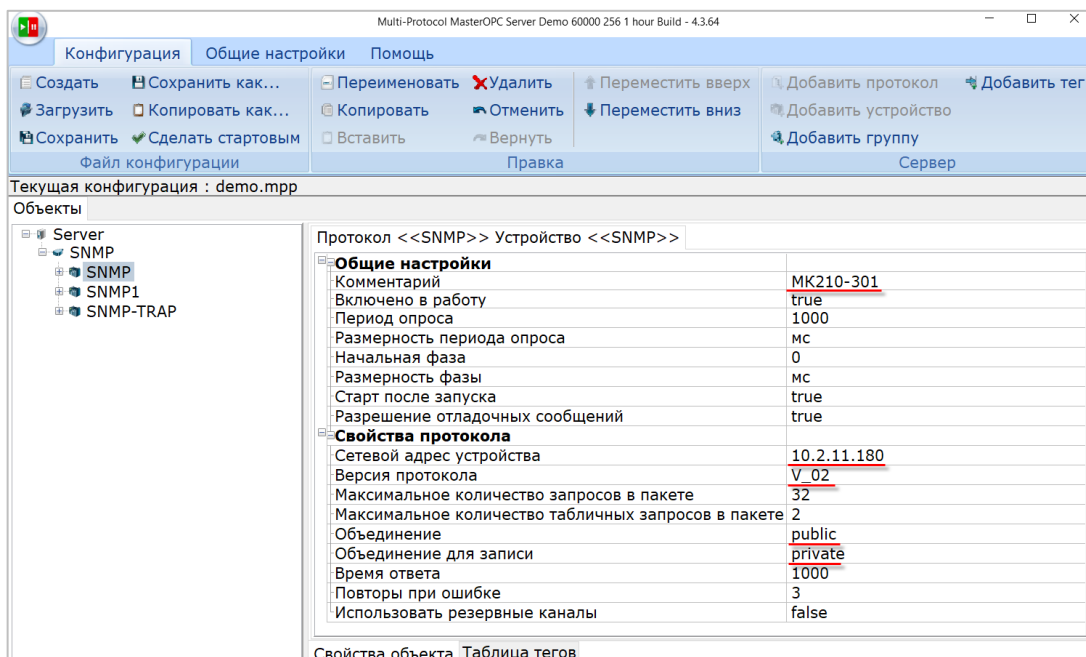 Multi-Protocol MasterOPC Server Demo 60000 256 1 hour Build - 4.3.64
Конфигурация Общие настройки Помощь
Создать Сохранить как... Переименовать Удалить Переместить вверх Добавить протокол Добавить тег
Загрузить Копировать как... Копировать Отменить Переместить вниз Добавить устройство
Сохранить Сделать стартовым Вставить Вернуть Добавить группу
Файл конфигурации Правка Сервер
Текущая конфигурация : demo.mpp
Объекты
Server
SNMP
SNMP
SNMP1
SNMP-TRAP
Протокол <<SNMP>> Устройство <<SNMP>>
Общие настройки
Комментарий MK210-301
Включено в работу true
Период опроса 1000
Размерность периода опроса мс
Начальная фаза 0
Размерность фазы мс
Старт после запуска true
Разрешение отладочных сообщений true
Свойства протокола
Сетевой адрес устройства 10.2.11.180
Версия протокола V_02
Максимальное количество запросов в пакете 32
Максимальное количество табличных запросов в пакете 2
Объединение public
Объединение для записи private
Время ответа 1000
Повторы при ошибке 3
Использовать резервные каналы false
Свойства объекта Таблица тегов